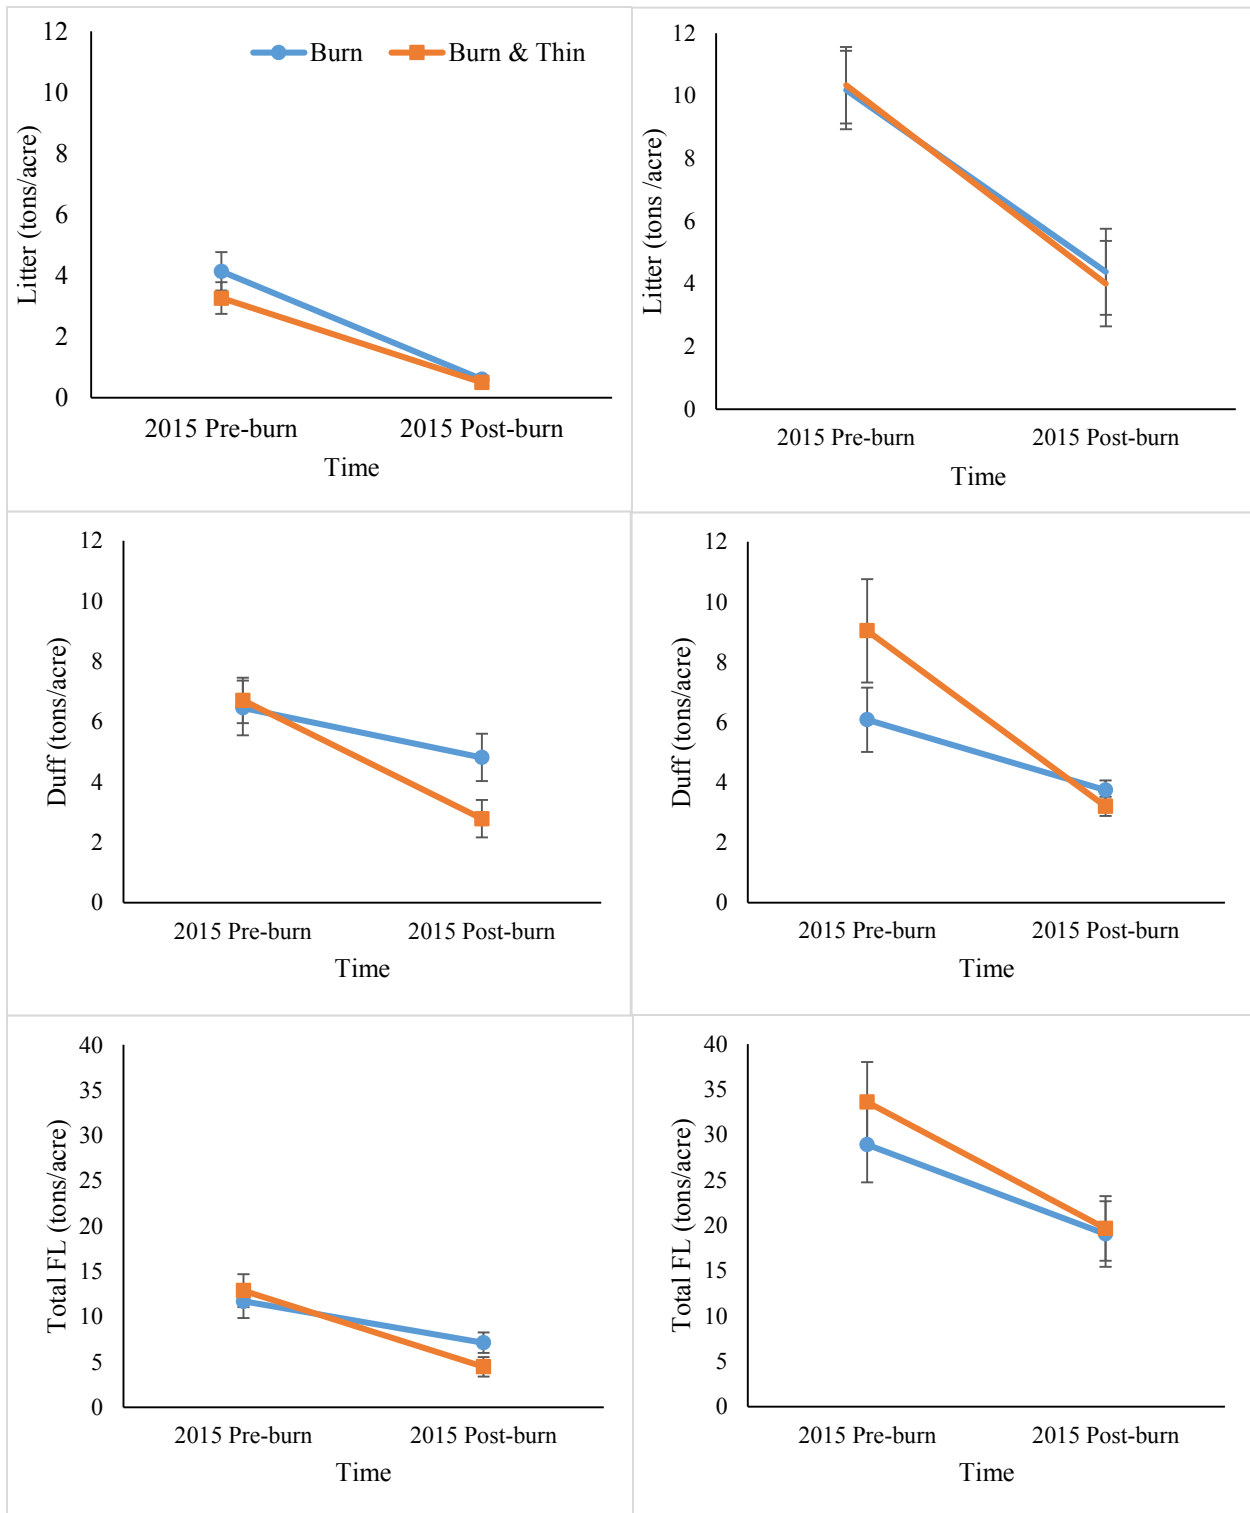 12
10
8
6
4
2
0
Litter (tons/acre)
Burn
Burn & Thin
2015 Pre-burn
2015 Post-burn
Time
12
10
8
6
4
2
0
Litter (tons /acre)
2015 Pre-burn
2015 Post-burn
Time
12
10
8
6
4
2
0
Duff (tons/acre)
2015 Pre-burn
2015 Post-burn
Time
12
10
8
6
4
2
0
Duff (tons/acre)
2015 Pre-burn
2015 Post-burn
Time
40
35
30
25
20
15
10
5
0
Total FL (tons/acre)
2015 Pre-burn
2015 Post-burn
Time
40
35
30
25
20
15
10
5
0
Total FL (tons/acre)
2015 Pre-burn
2015 Post-burn
Time